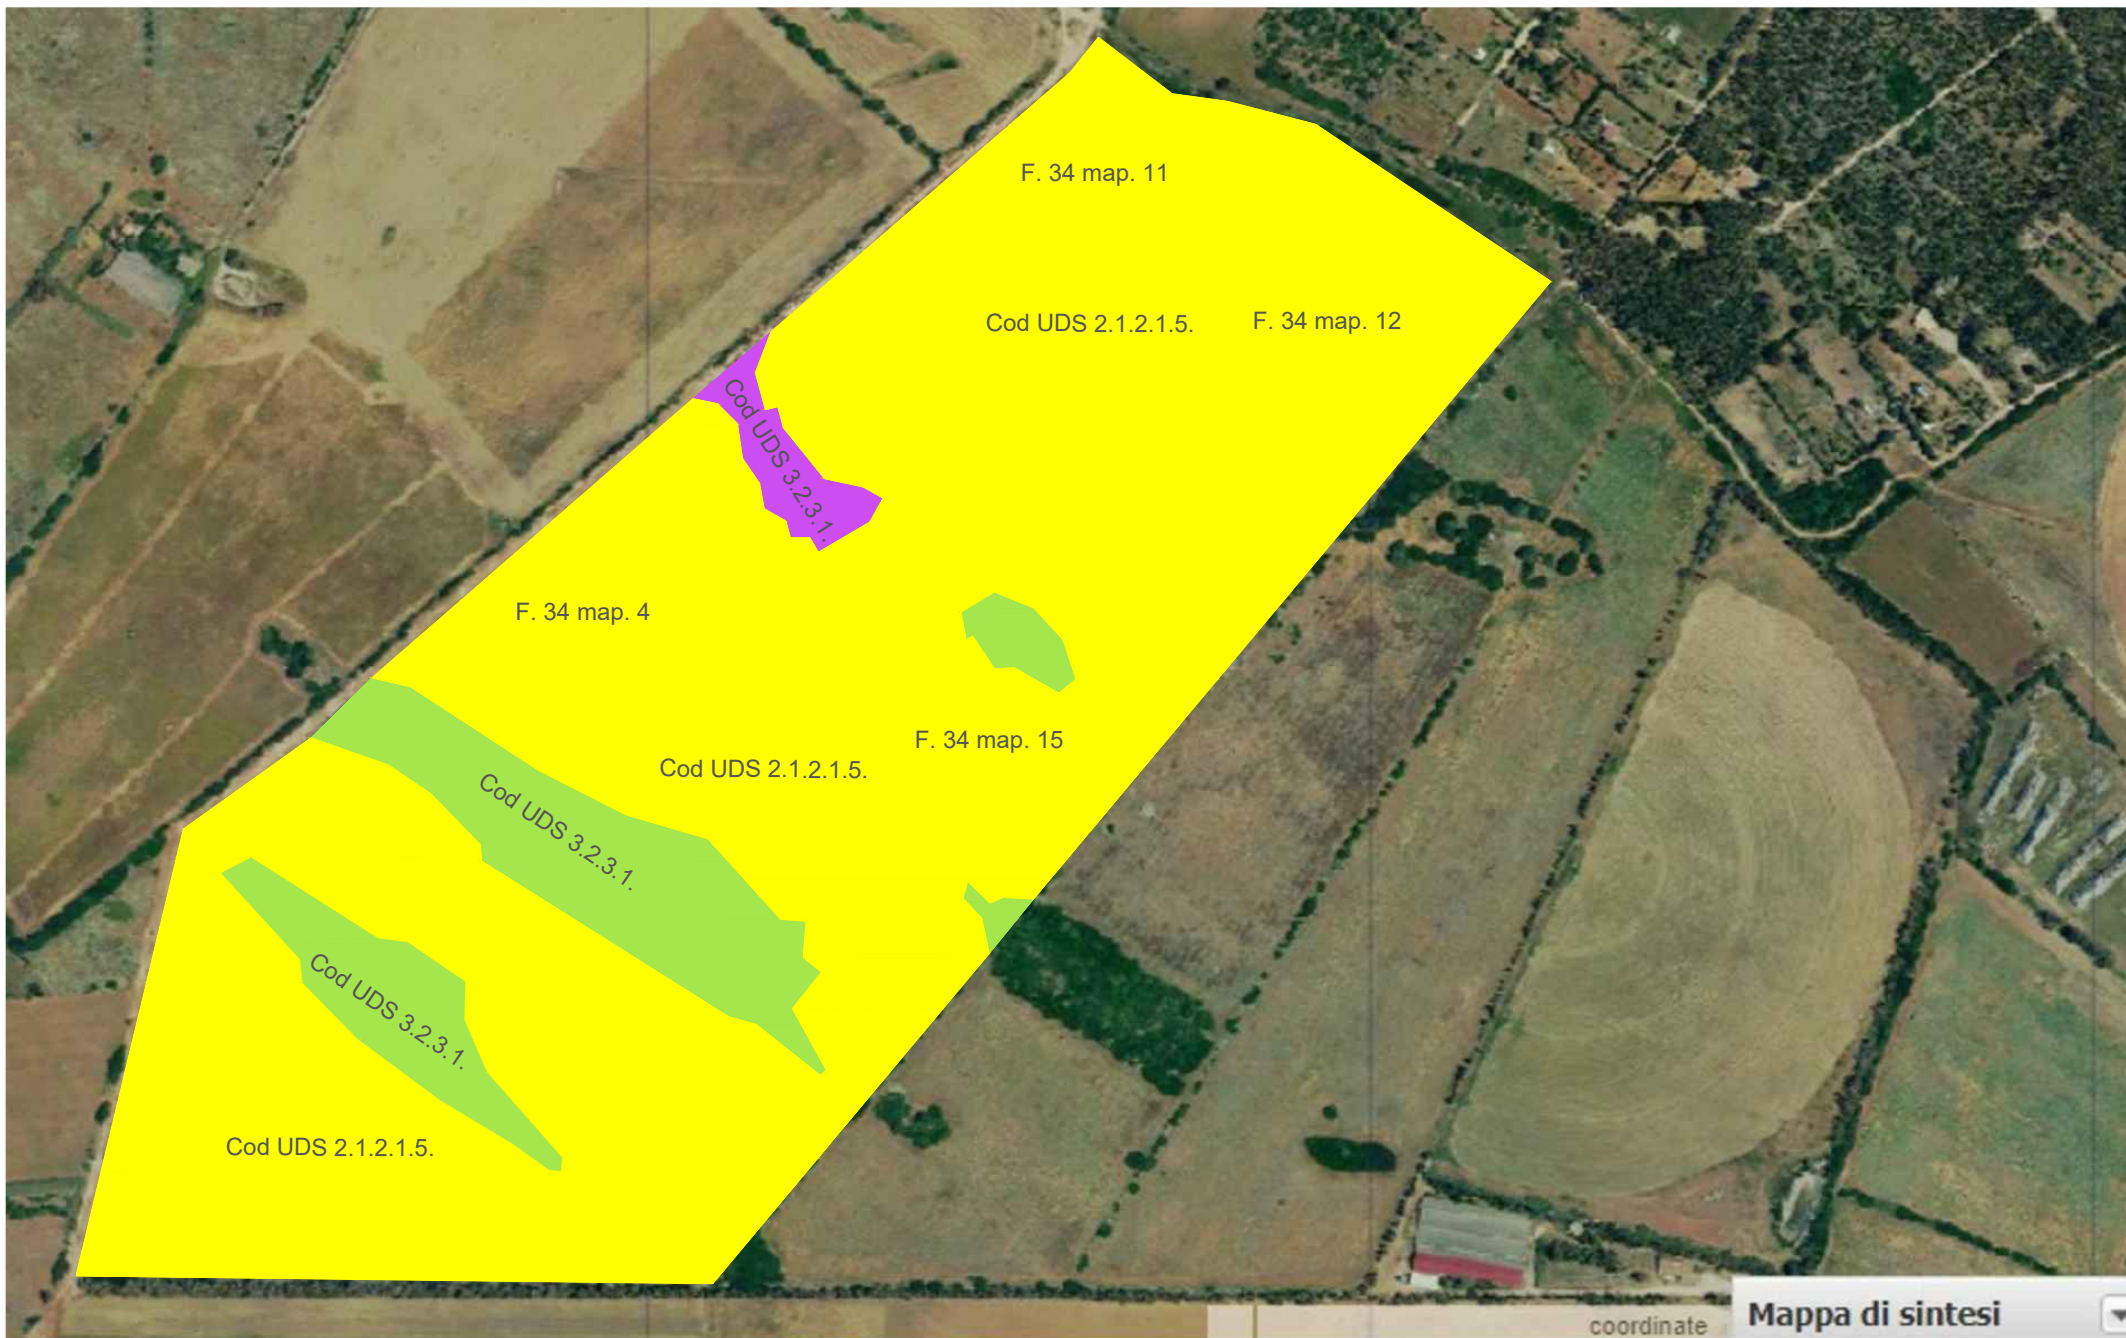 F. 34 map. 11
Cod UDS 2.1.2.1.5.
F. 34 map. 12
Cod UDS 3.2.3.1.
F. 34 map. 4
F. 34 map. 15
Cod UDS 2.1.2.1.5.
Cod UDS 3.2.3.1.
Cod UDS 3.2.3.1.
Cod UDS 2.1.2.1.5.
coordinate
Mappa di sintesi